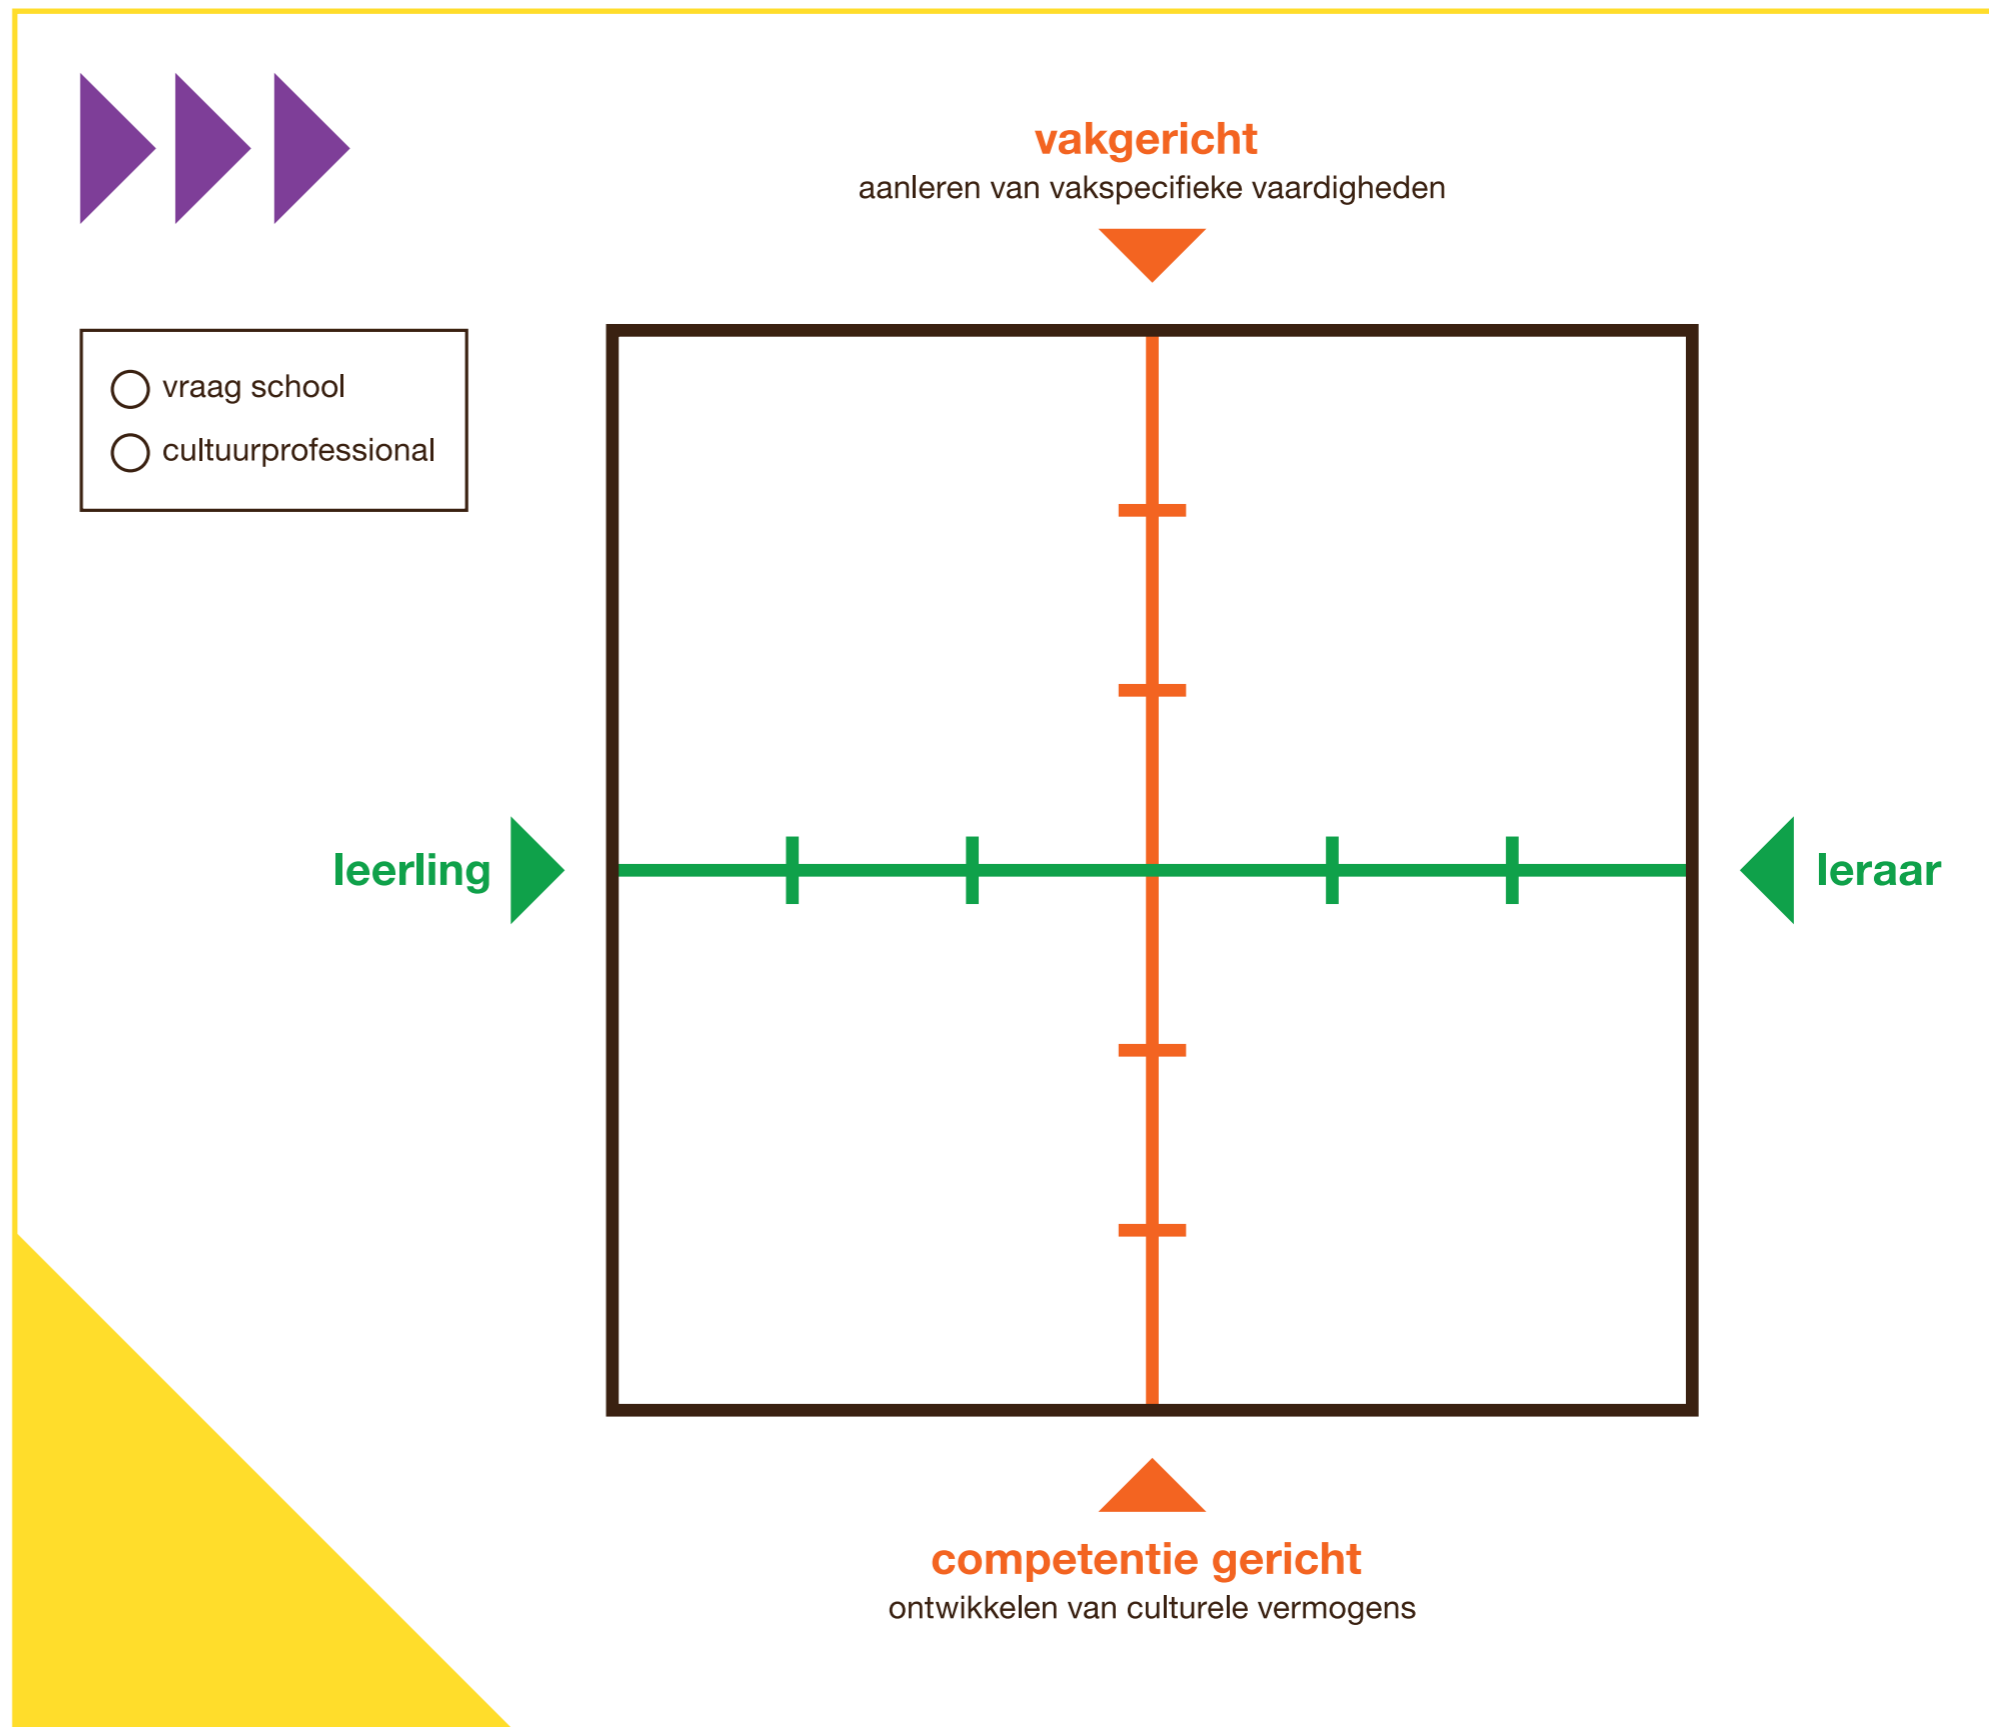 vakgericht
aanleren van vakspecifieke vaardigheden
vraag school
cultuurprofessional
leerling
leraar
competentie gericht
ontwikkelen van culturele vermogens